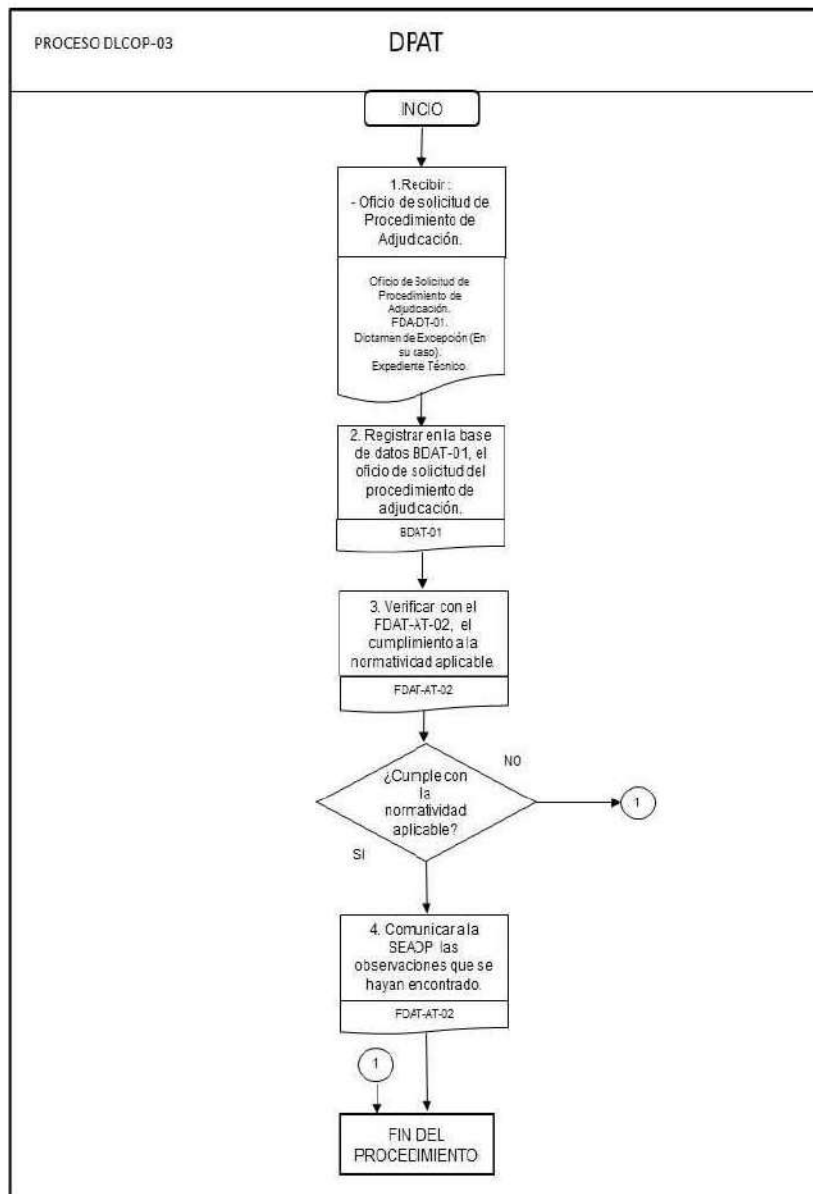 PROCESO DLCOP-03
DPAT
INCIO
1.Recibir:
- Oficio de solicitud de
Procedimiento de
Adjudicación.
Oficio de Solicitud de
Procedimiento de
Adjudicación.
FDA-DT-01.
Dictamen de Excepción (En
su caso).
Expediente Técnico.
2. Registrar en la base
de datos BDAT-01, el
oficio de solicitud del
procedimiento de
adjudicación.
BDAT-01
3. Verificar con el
FDAT-AT-02, el
cumplimiento a la
normatividad aplicable.
FDAT-AT-02
¿Cumple con
la
normatividad
aplicable?
NO
1
SI
4. Comunicar a la
SEAOP las
observaciones que se
hayan encontrado.
FDAT-AT-02
1
FIN DEL
PROCEDIMIENTO